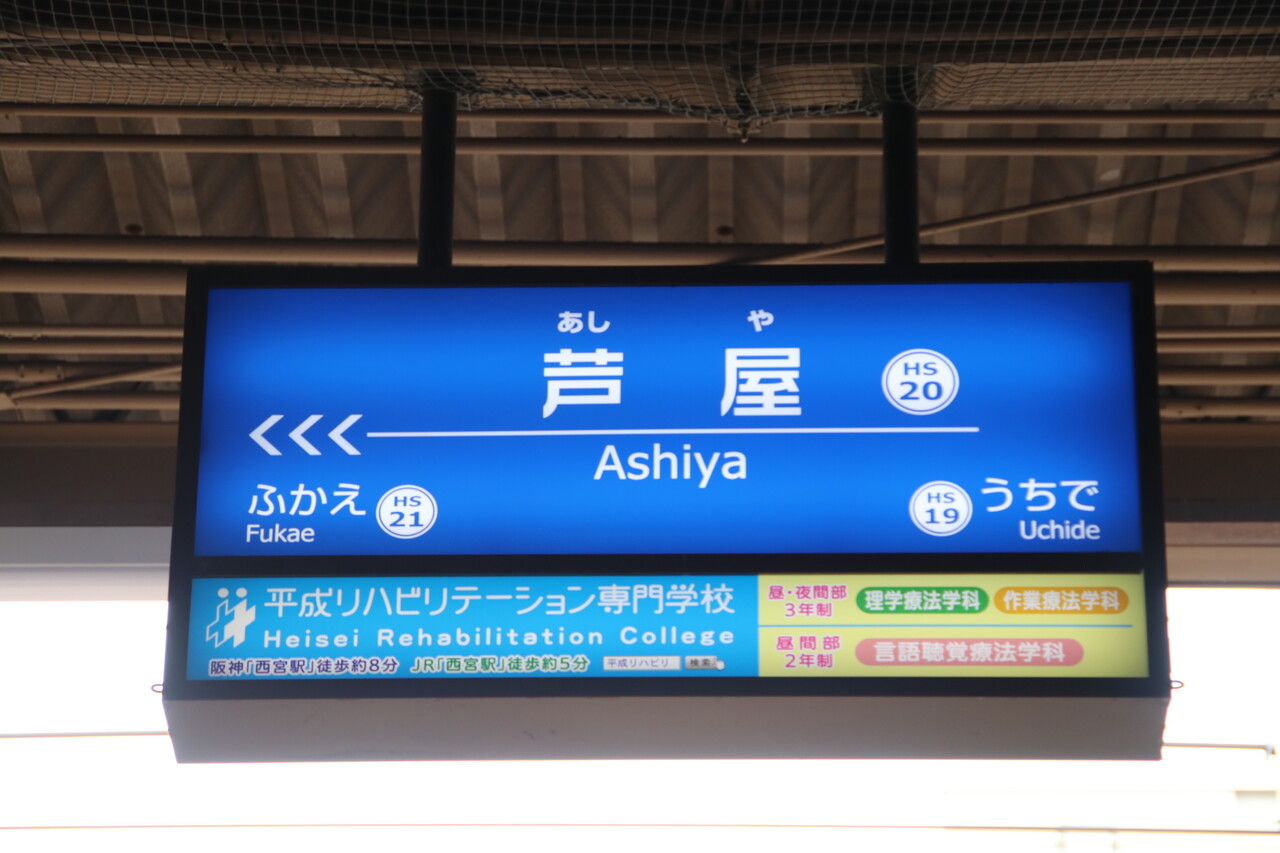 あし や
芦 屋
HS
20
Ashiya
ふかえ
HS
21
Fukae
HS
19
うちで
Uchide
平成リハビリテーション専門学校
Heisei Rehabilitation College
阪神「西宮駅」徒歩約8分 JR「西宮駅」徒歩約5分 平成リハビリ 検索
昼・夜間部
3年制
理学療法学科 作業療法学科
昼間部
2年制
言語聴覚療法学科